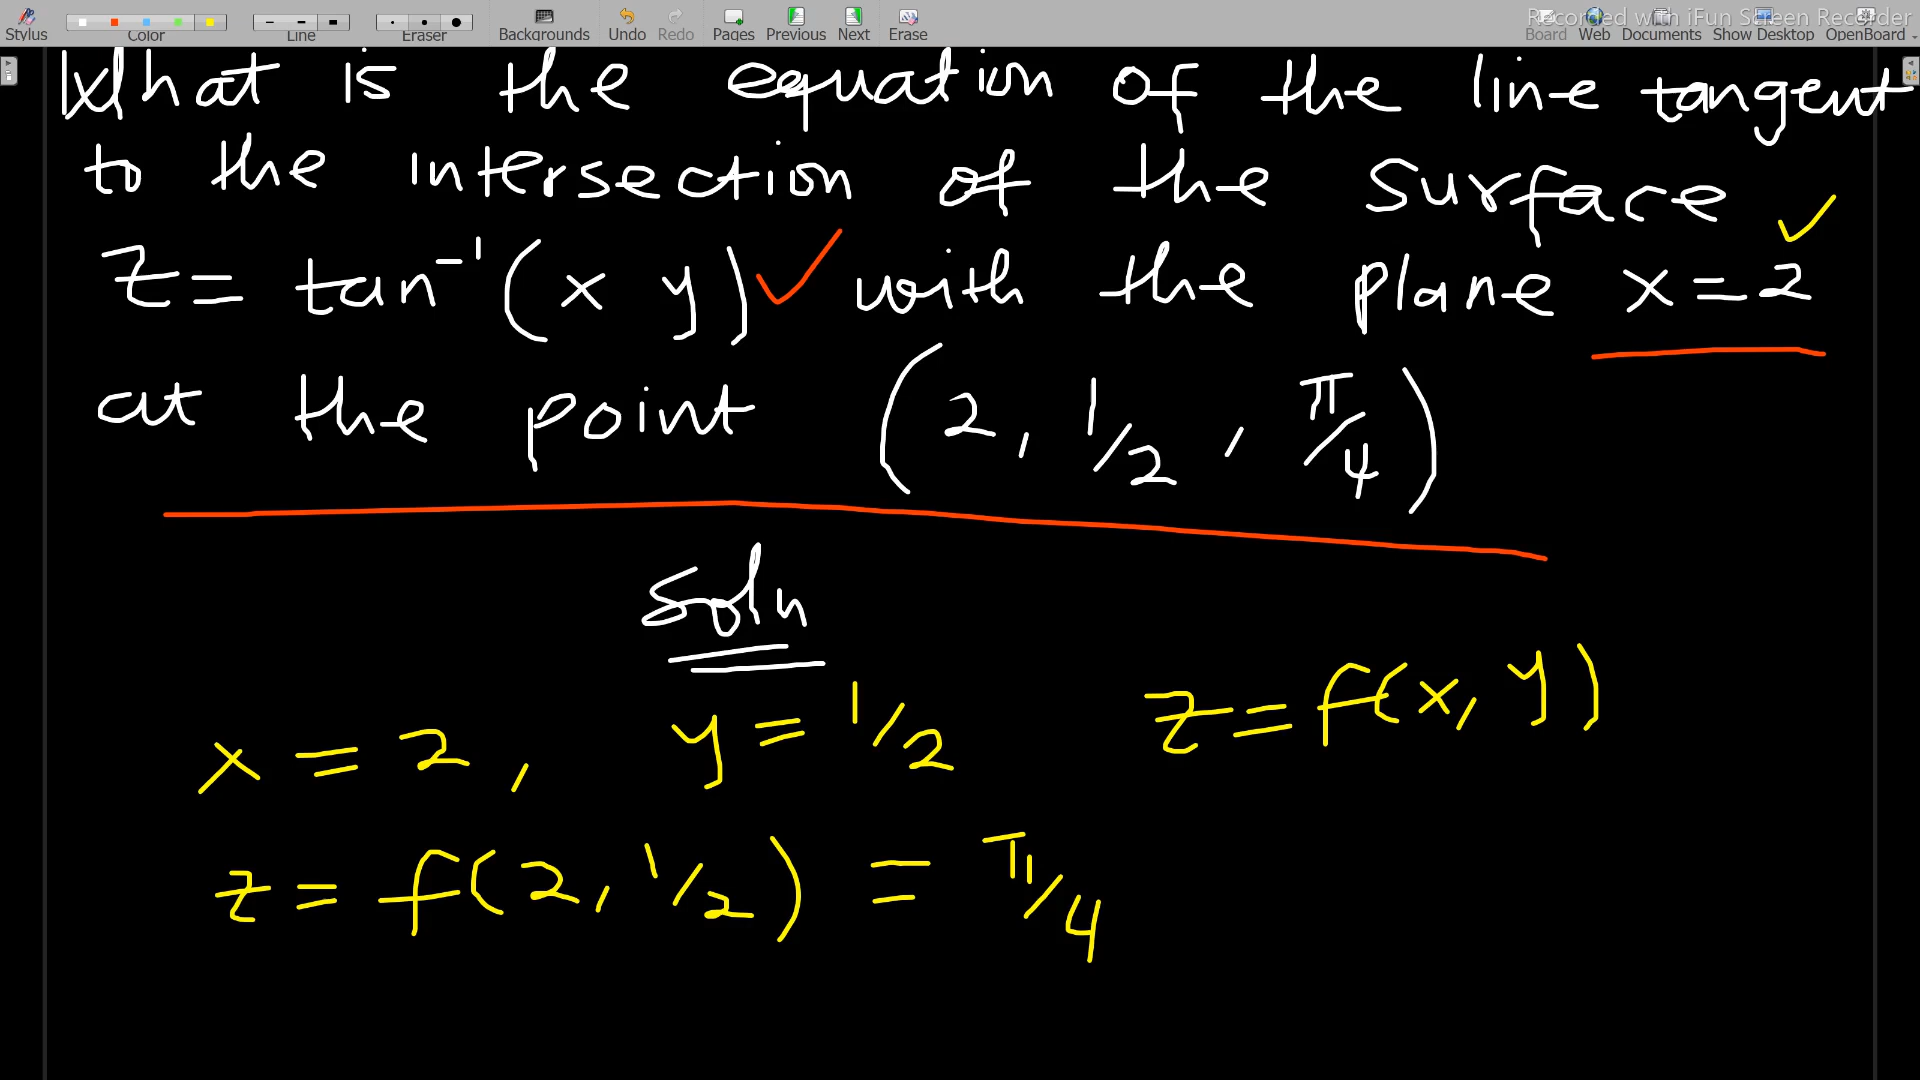 Recorded with iFun Screen Recorder
Stylus Color Line Eraser Backgrounds Undo Redo Pages Previous Next Erase Board Web Documents Show Desktop OpenBoard
What is the equation of the line tangent
to the intersection of the surface
z = tan⁻¹(x y) ✓ with the plane x = 2 ✓
at the point (2, 1/2, π/4)
Soln
x = 2, y = 1/2 z = f(x, y)
z = f(2, 1/2) = π/4